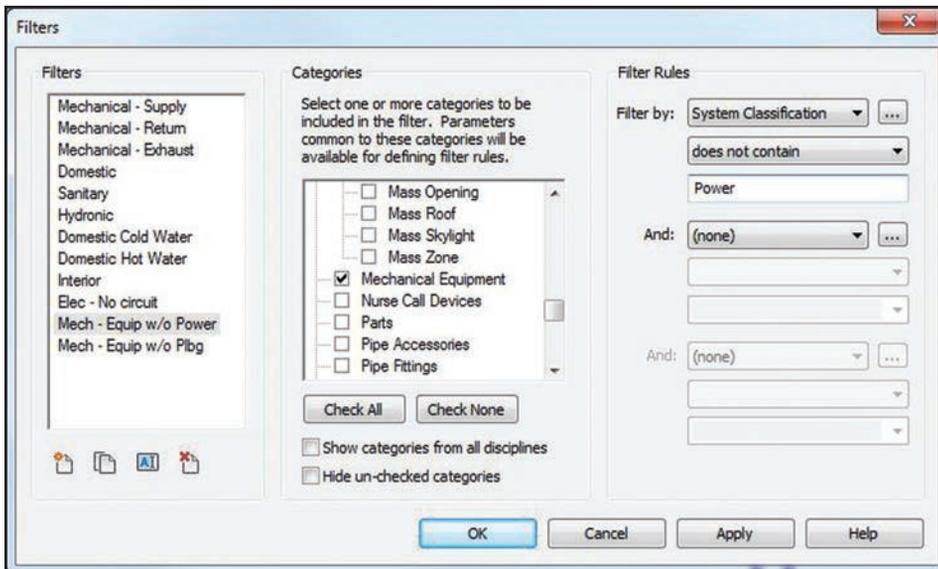 Filters
Filters
Mechanical - Supply
Mechanical - Return
Mechanical - Exhaust
Domestic
Sanitary
Hydronic
Domestic Cold Water
Domestic Hot Water
Interior
Elec - No circuit
Mech - Equip w/o Power
Mech - Equip w/o Plbg
AI
Categories
Select one or more categories to be
included in the filter. Parameters
common to these categories will be
available for defining filter rules.
Mass Opening
Mass Roof
Mass Skylight
Mass Zone
Mechanical Equipment
Nurse Call Devices
Parts
Pipe Accessories
Pipe Fittings
Check All Check None
Show categories from all disciplines
Hide un-checked categories
Filter Rules
Filter by: System Classification ...
does not contain
Power
And: (none) ...
And: (none) ...
OK Cancel Apply Help